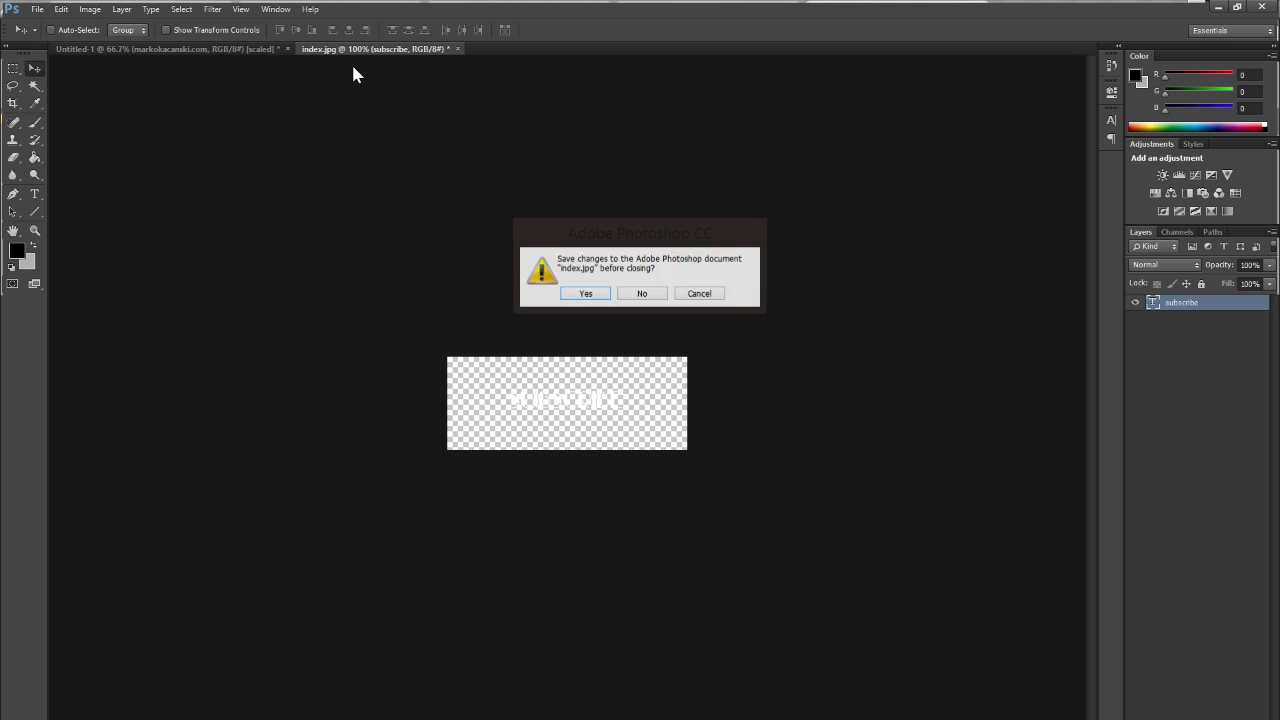 Ps File Edit Image Layer Type Select Filter View Window Help
Auto-Select: Group Show Transform Controls Essentials
Untitled-1 @ 66.7% (markokacanski.com, RGB/8#) [scaled] * × index.jpg @ 100% (subscribe, RGB/8#) * ×
Color
R 0
G 0
B 0
Adjustments Styles
Add an adjustment
Layers Channels Paths
Kind
Normal Opacity: 100%
Lock: Fill: 100%
T subscribe
Adobe Photoshop CC
Save changes to the Adobe Photoshop document
"index.jpg" before closing?
Yes No Cancel
SUBSCRIBE